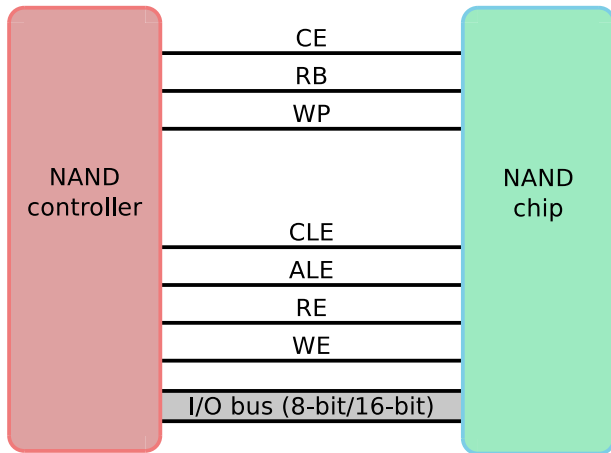 CE
RB
WP
NAND
controller
NAND
chip
CLE
ALE
RE
WE
I/O bus (8-bit/16-bit)